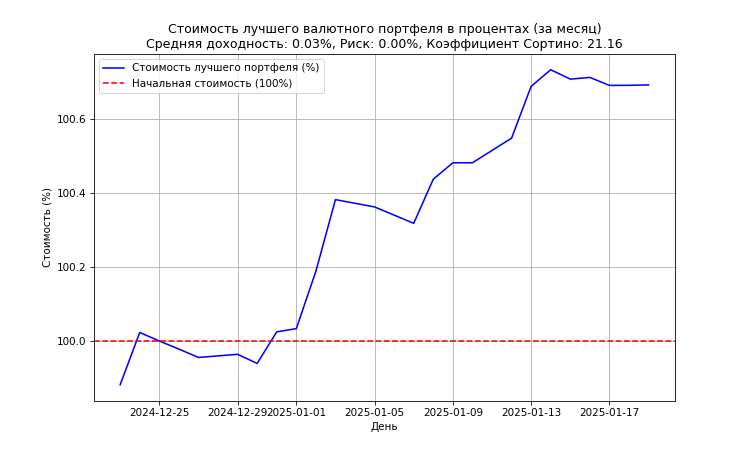 Стоимость лучшего валютного портфеля в процентах (за месяц)
Средняя доходность: 0.03%, Риск: 0.00%, Коэффициент Сортино: 21.16
Стоимость лучшего портфеля (%)
Начальная стоимость (100%)
Стоимость (%)
100.6
100.4
100.2
100.0
2024-12-25 2024-12-29 2025-01-01 2025-01-05 2025-01-09 2025-01-13 2025-01-17
День